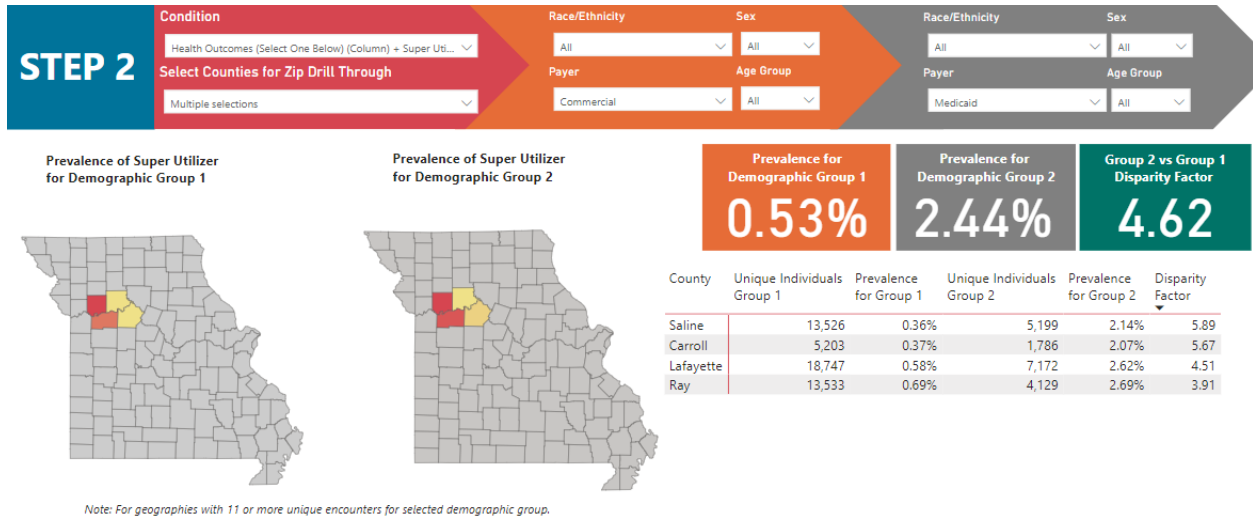 STEP 2
Condition
Health Outcomes (Select One Below) (Column) + Super Uti...
Select Counties for Zip Drill Through
Multiple selections
Race/Ethnicity
Sex
All
All
Payer
Age Group
Commercial
All
Race/Ethnicity
Sex
All
All
Payer
Age Group
Medicaid
All
Prevalence of Super Utilizer
for Demographic Group 1
Prevalence of Super Utilizer
for Demographic Group 2
Prevalence for
Demographic Group 1
0.53%
Prevalence for
Demographic Group 2
2.44%
Group 2 vs Group 1
Disparity Factor
4.62
County Unique Individuals Prevalence Unique Individuals Prevalence Disparity
Group 1 for Group 1 Group 2 for Group 2 Factor
Saline 13,526 0.36% 5,199 2.14% 5.89
Carroll 5,203 0.37% 1,786 2.07% 5.67
Lafayette 18,747 0.58% 7,172 2.62% 4.51
Ray 13,533 0.69% 4,129 2.69% 3.91
Note: For geographies with 11 or more unique encounters for selected demographic group.